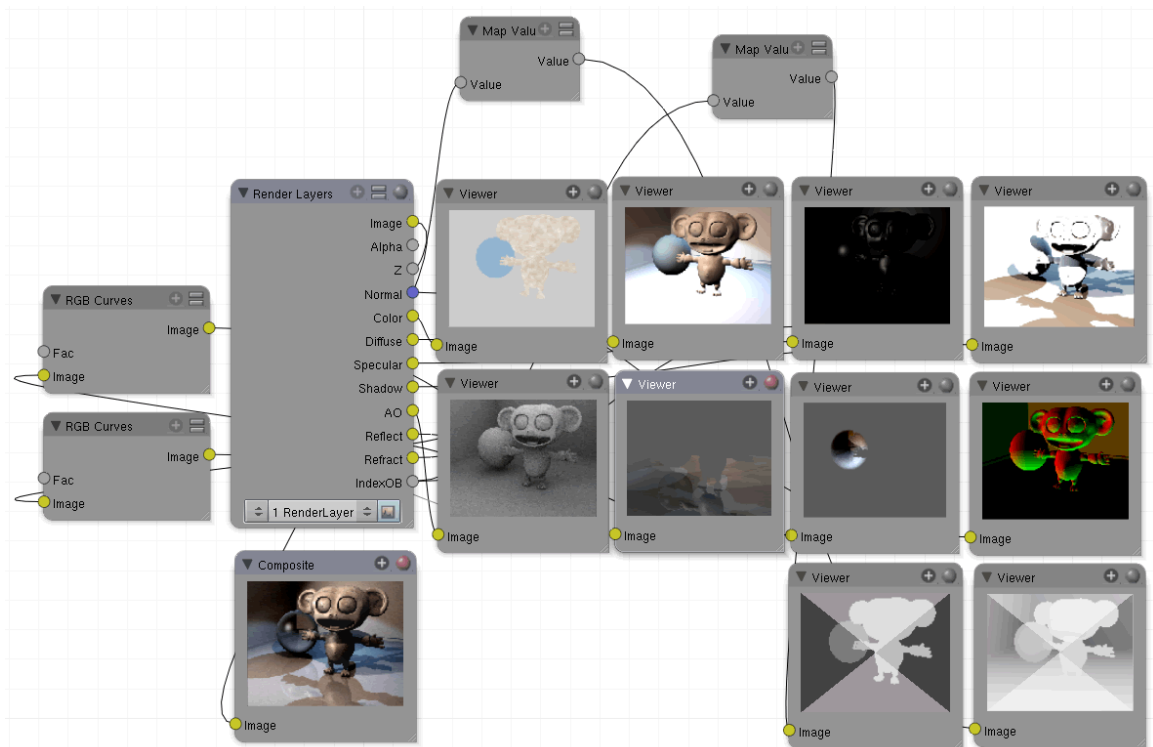 Map Valu
Value
Value
Map Valu
Value
Value
Render Layers
Image
Alpha
Z
Normal
Color
Diffuse
Specular
Shadow
AO
Reflect
Refract
IndexOB
1 RenderLayer
Viewer
Image
Viewer
Image
Viewer
Image
Viewer
Image
RGB Curves
Image
Fac
Image
RGB Curves
Image
Fac
Image
Viewer
Image
Viewer
Image
Viewer
Image
Viewer
Image
Composite
Image
Viewer
Image
Viewer
Image